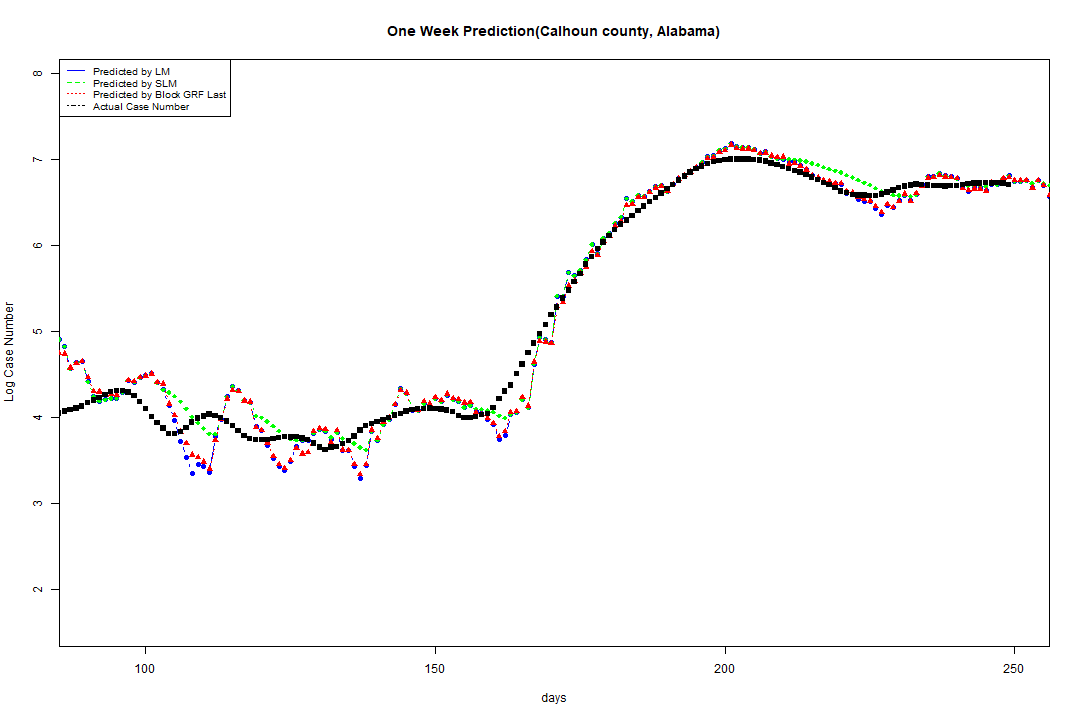 One Week Prediction(Calhoun county, Alabama)
Predicted by LM
Predicted by SLM
Predicted by Block GRF Last
Actual Case Number
8
7
6
5
4
3
2
Log Case Number
100 150 200 250
days